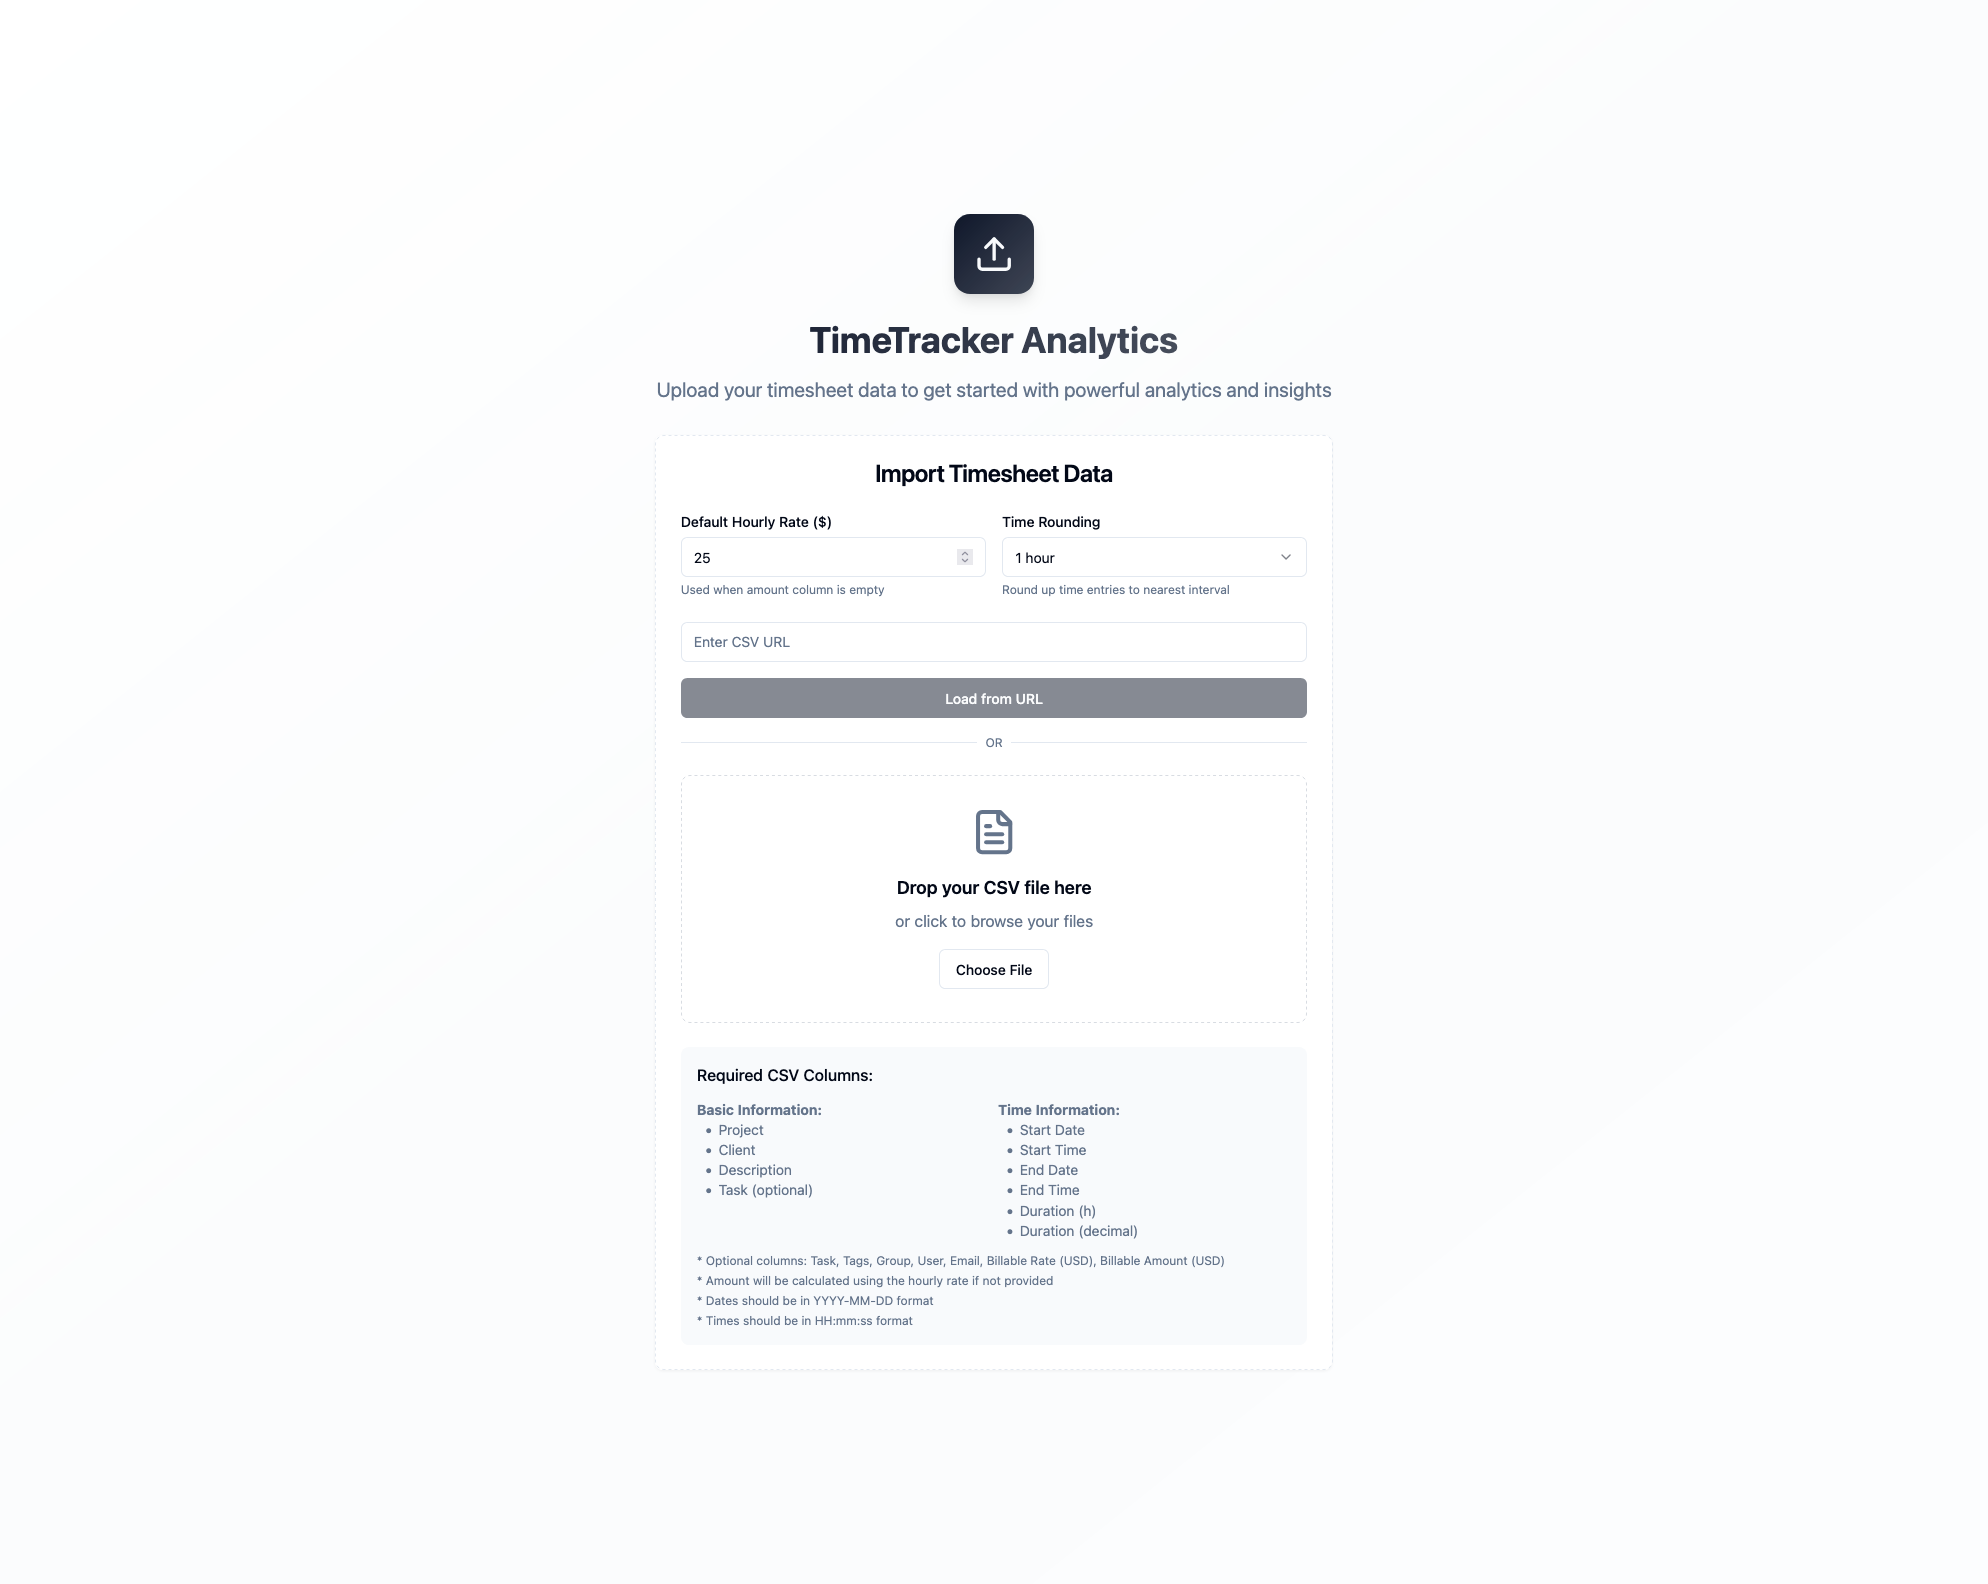 TimeTracker Analytics
Upload your timesheet data to get started with powerful analytics and insights
Import Timesheet Data
Default Hourly Rate ($)
25
Used when amount column is empty
Time Rounding
1 hour
Round up time entries to nearest interval
Enter CSV URL
Load from URL
OR
Drop your CSV file here
or click to browse your files
Choose File
Required CSV Columns:
Basic Information:
• Project
• Client
• Description
• Task (optional)
Time Information:
• Start Date
• Start Time
• End Date
• End Time
• Duration (h)
• Duration (decimal)
* Optional columns: Task, Tags, Group, User, Email, Billable Rate (USD), Billable Amount (USD)
* Amount will be calculated using the hourly rate if not provided
* Dates should be in YYYY-MM-DD format
* Times should be in HH:mm:ss format